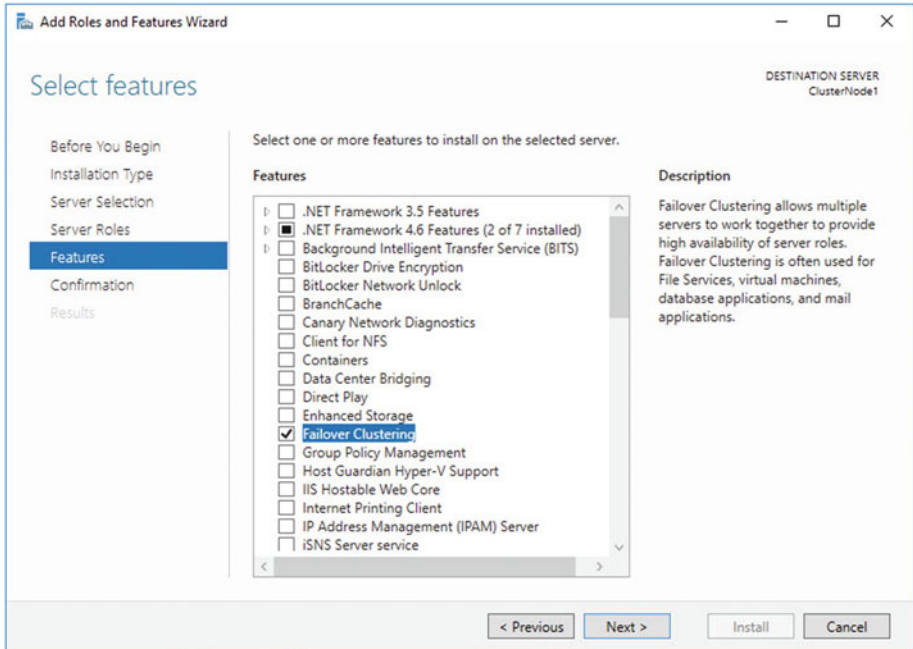 Add Roles and Features Wizard
Select features
DESTINATION SERVER
ClusterNode1
Before You Begin
Installation Type
Server Selection
Server Roles
Features
Confirmation
Results
Select one or more features to install on the selected server.
Features
.NET Framework 3.5 Features
.NET Framework 4.6 Features (2 of 7 installed)
Background Intelligent Transfer Service (BITS)
BitLocker Drive Encryption
BitLocker Network Unlock
BranchCache
Canary Network Diagnostics
Client for NFS
Containers
Data Center Bridging
Direct Play
Enhanced Storage
Failover Clustering
Group Policy Management
Host Guardian Hyper-V Support
IIS Hostable Web Core
Internet Printing Client
IP Address Management (IPAM) Server
iSNS Server service
Description
Failover Clustering allows multiple
servers to work together to provide
high availability of server roles.
Failover Clustering is often used for
File Services, virtual machines,
database applications, and mail
applications.
< Previous
Next >
Install
Cancel